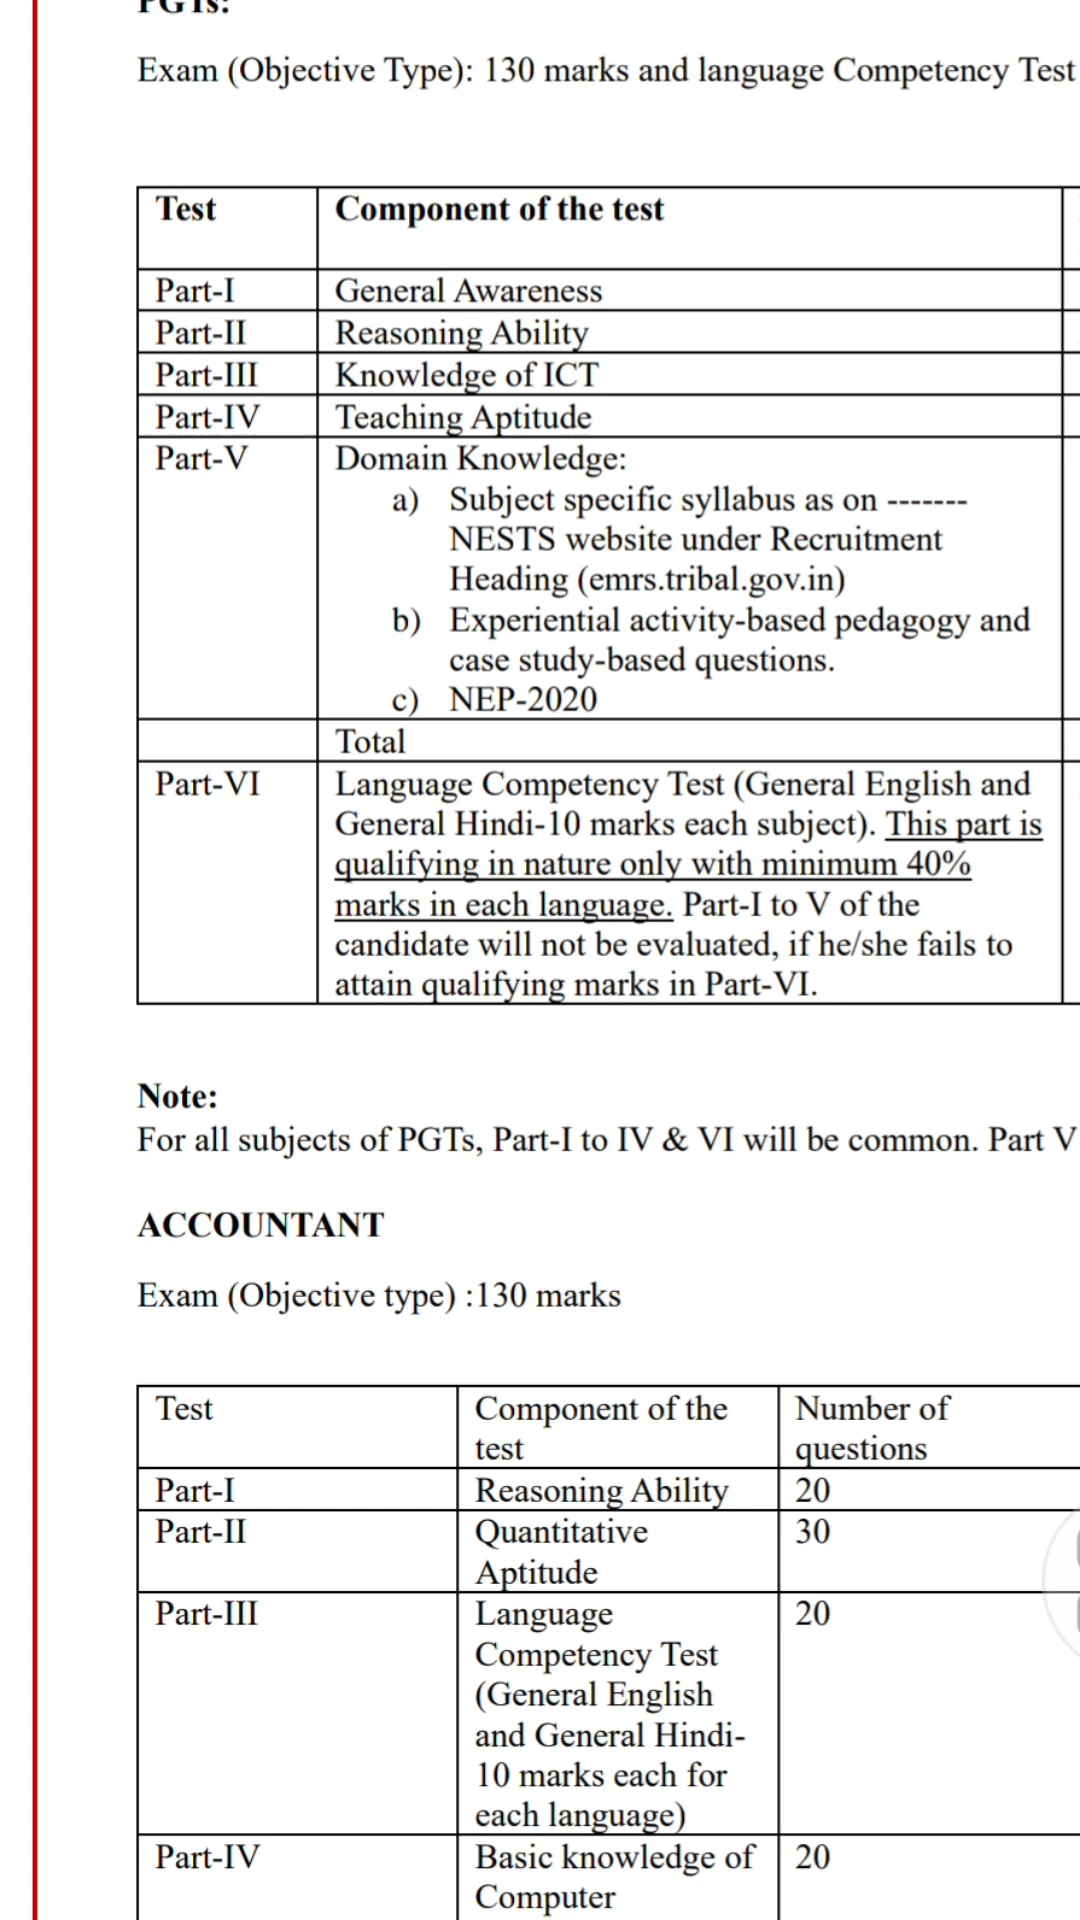 PGTs:
Exam (Objective Type): 130 marks and language Competency Test
Test Component of the test
Part-I General Awareness
Part-II Reasoning Ability
Part-III Knowledge of ICT
Part-IV Teaching Aptitude
Part-V Domain Knowledge:
a) Subject specific syllabus as on -------
NESTS website under Recruitment
Heading (emrs.tribal.gov.in)
b) Experiential activity-based pedagogy and
case study-based questions.
c) NEP-2020
Total
Part-VI Language Competency Test (General English and
General Hindi-10 marks each subject). This part is
qualifying in nature only with minimum 40%
marks in each language. Part-I to V of the
candidate will not be evaluated, if he/she fails to
attain qualifying marks in Part-VI.
Note:
For all subjects of PGTs, Part-I to IV & VI will be common. Part V
ACCOUNTANT
Exam (Objective type) :130 marks
Test Component of the Number of
test questions
Part-I Reasoning Ability 20
Part-II Quantitative 30
Aptitude
Part-III Language 20
Competency Test
(General English
and General Hindi-
10 marks each for
each language)
Part-IV Basic knowledge of 20
Computer